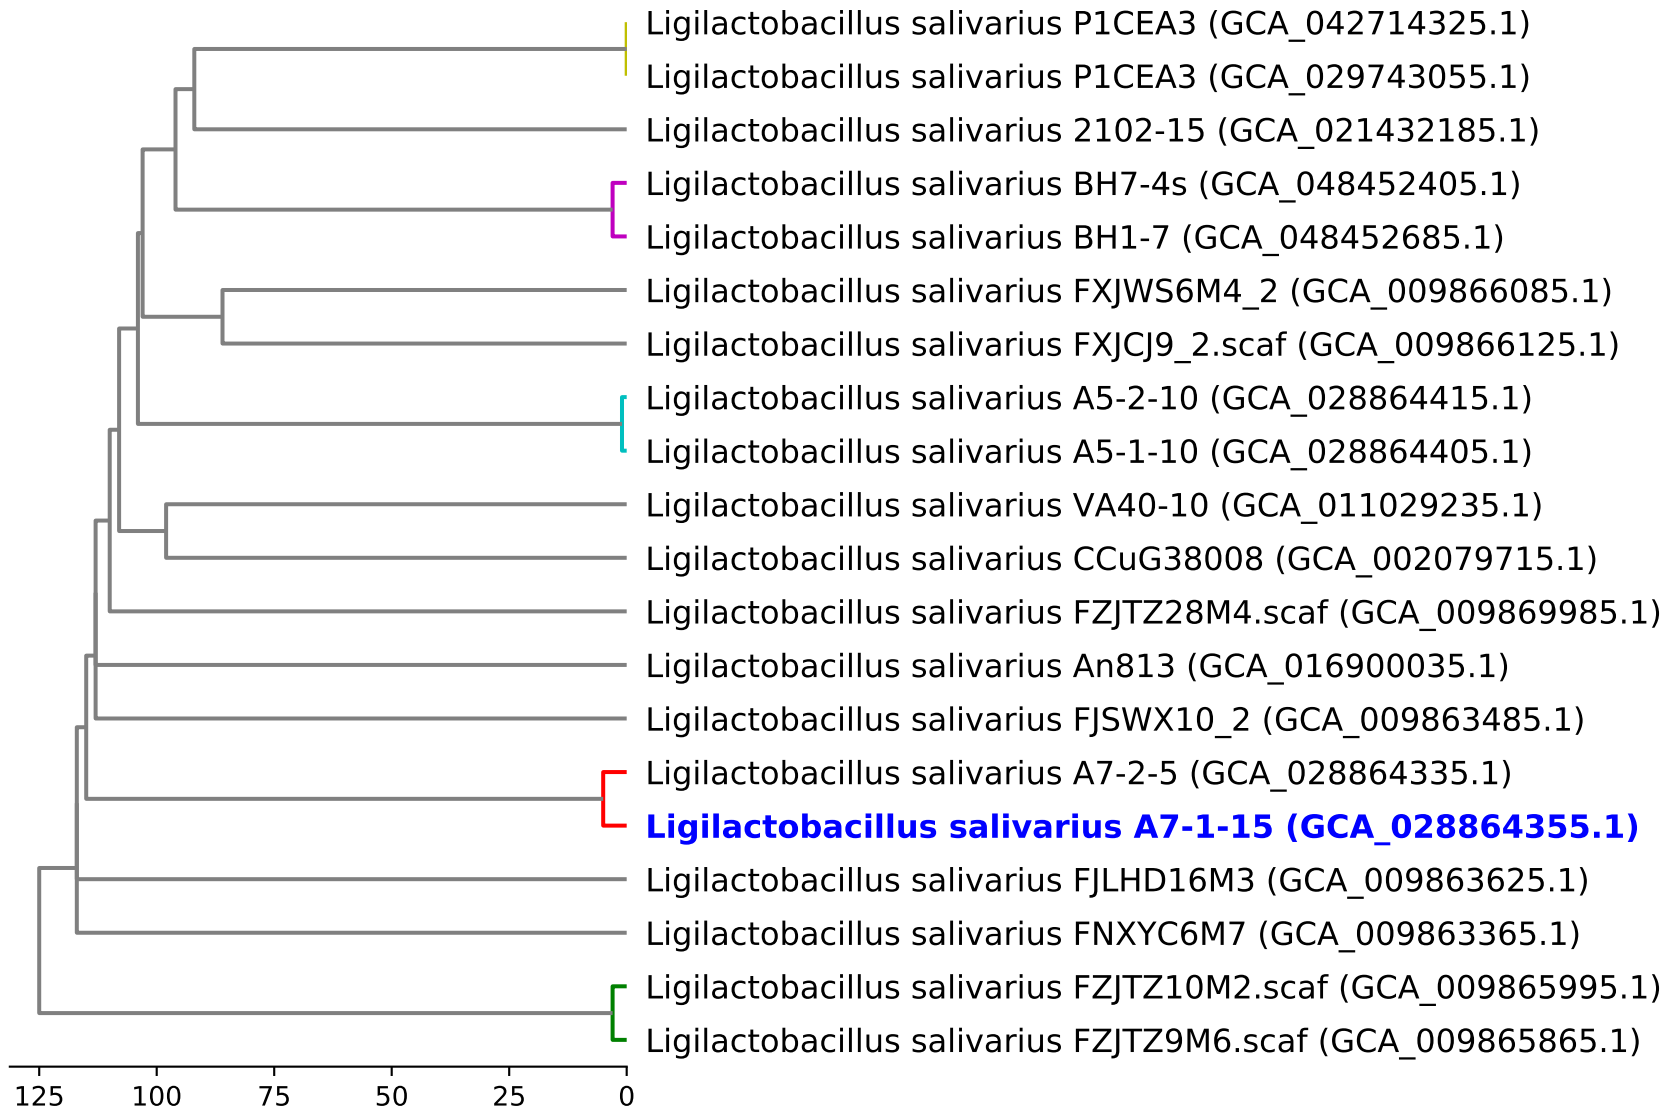 Ligilactobacillus salivarius P1CEA3 (GCA_042714325.1)
Ligilactobacillus salivarius P1CEA3 (GCA_029743055.1)
Ligilactobacillus salivarius 2102-15 (GCA_021432185.1)
Ligilactobacillus salivarius BH7-4s (GCA_048452405.1)
Ligilactobacillus salivarius BH1-7 (GCA_048452685.1)
Ligilactobacillus salivarius FXJWS6M4_2 (GCA_009866085.1)
Ligilactobacillus salivarius FXJCJ9_2.scaf (GCA_009866125.1)
Ligilactobacillus salivarius A5-2-10 (GCA_028864415.1)
Ligilactobacillus salivarius A5-1-10 (GCA_028864405.1)
Ligilactobacillus salivarius VA40-10 (GCA_011029235.1)
Ligilactobacillus salivarius CCuG38008 (GCA_002079715.1)
Ligilactobacillus salivarius FZJTZ28M4.scaf (GCA_009869985.1)
Ligilactobacillus salivarius An813 (GCA_016900035.1)
Ligilactobacillus salivarius FJSWX10_2 (GCA_009863485.1)
Ligilactobacillus salivarius A7-2-5 (GCA_028864335.1)
Ligilactobacillus salivarius A7-1-15 (GCA_028864355.1)
Ligilactobacillus salivarius FJLHD16M3 (GCA_009863625.1)
Ligilactobacillus salivarius FNXYC6M7 (GCA_009863365.1)
Ligilactobacillus salivarius FZJTZ10M2.scaf (GCA_009865995.1)
Ligilactobacillus salivarius FZJTZ9M6.scaf (GCA_009865865.1)
125 100 75 50 25 0